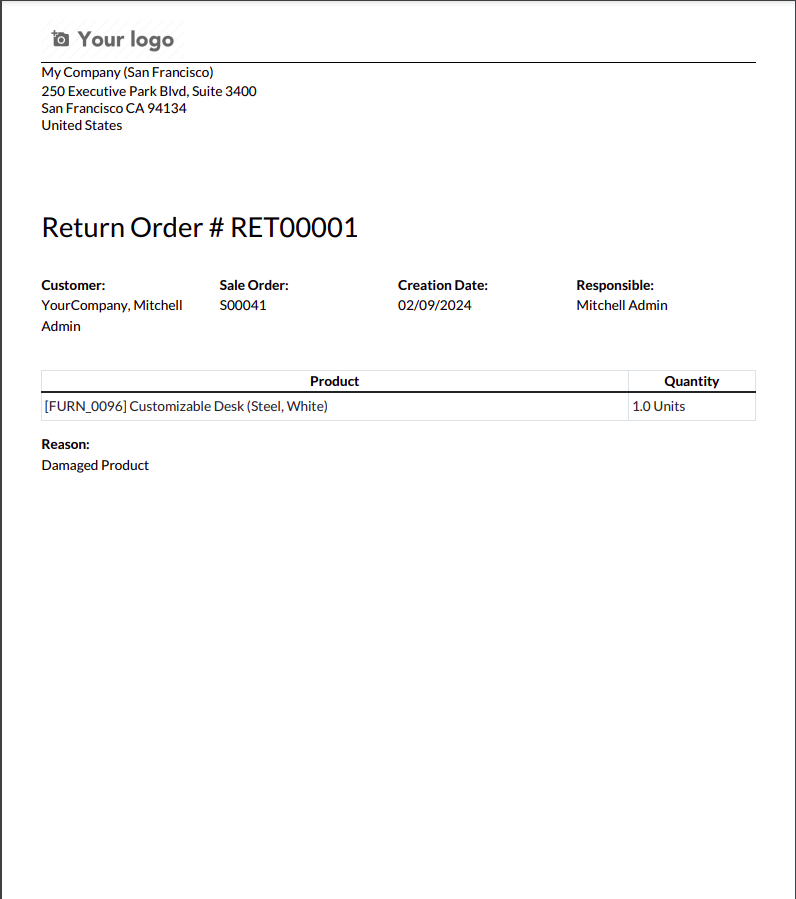 Your logo
My Company (San Francisco)
250 Executive Park Blvd, Suite 3400
San Francisco CA 94134
United States
Return Order # RET00001
Customer: Sale Order: Creation Date: Responsible:
YourCompany, Mitchell S00041 02/09/2024 Mitchell Admin
Admin
Product Quantity
[FURN_0096] Customizable Desk (Steel, White) 1.0 Units
Reason:
Damaged Product